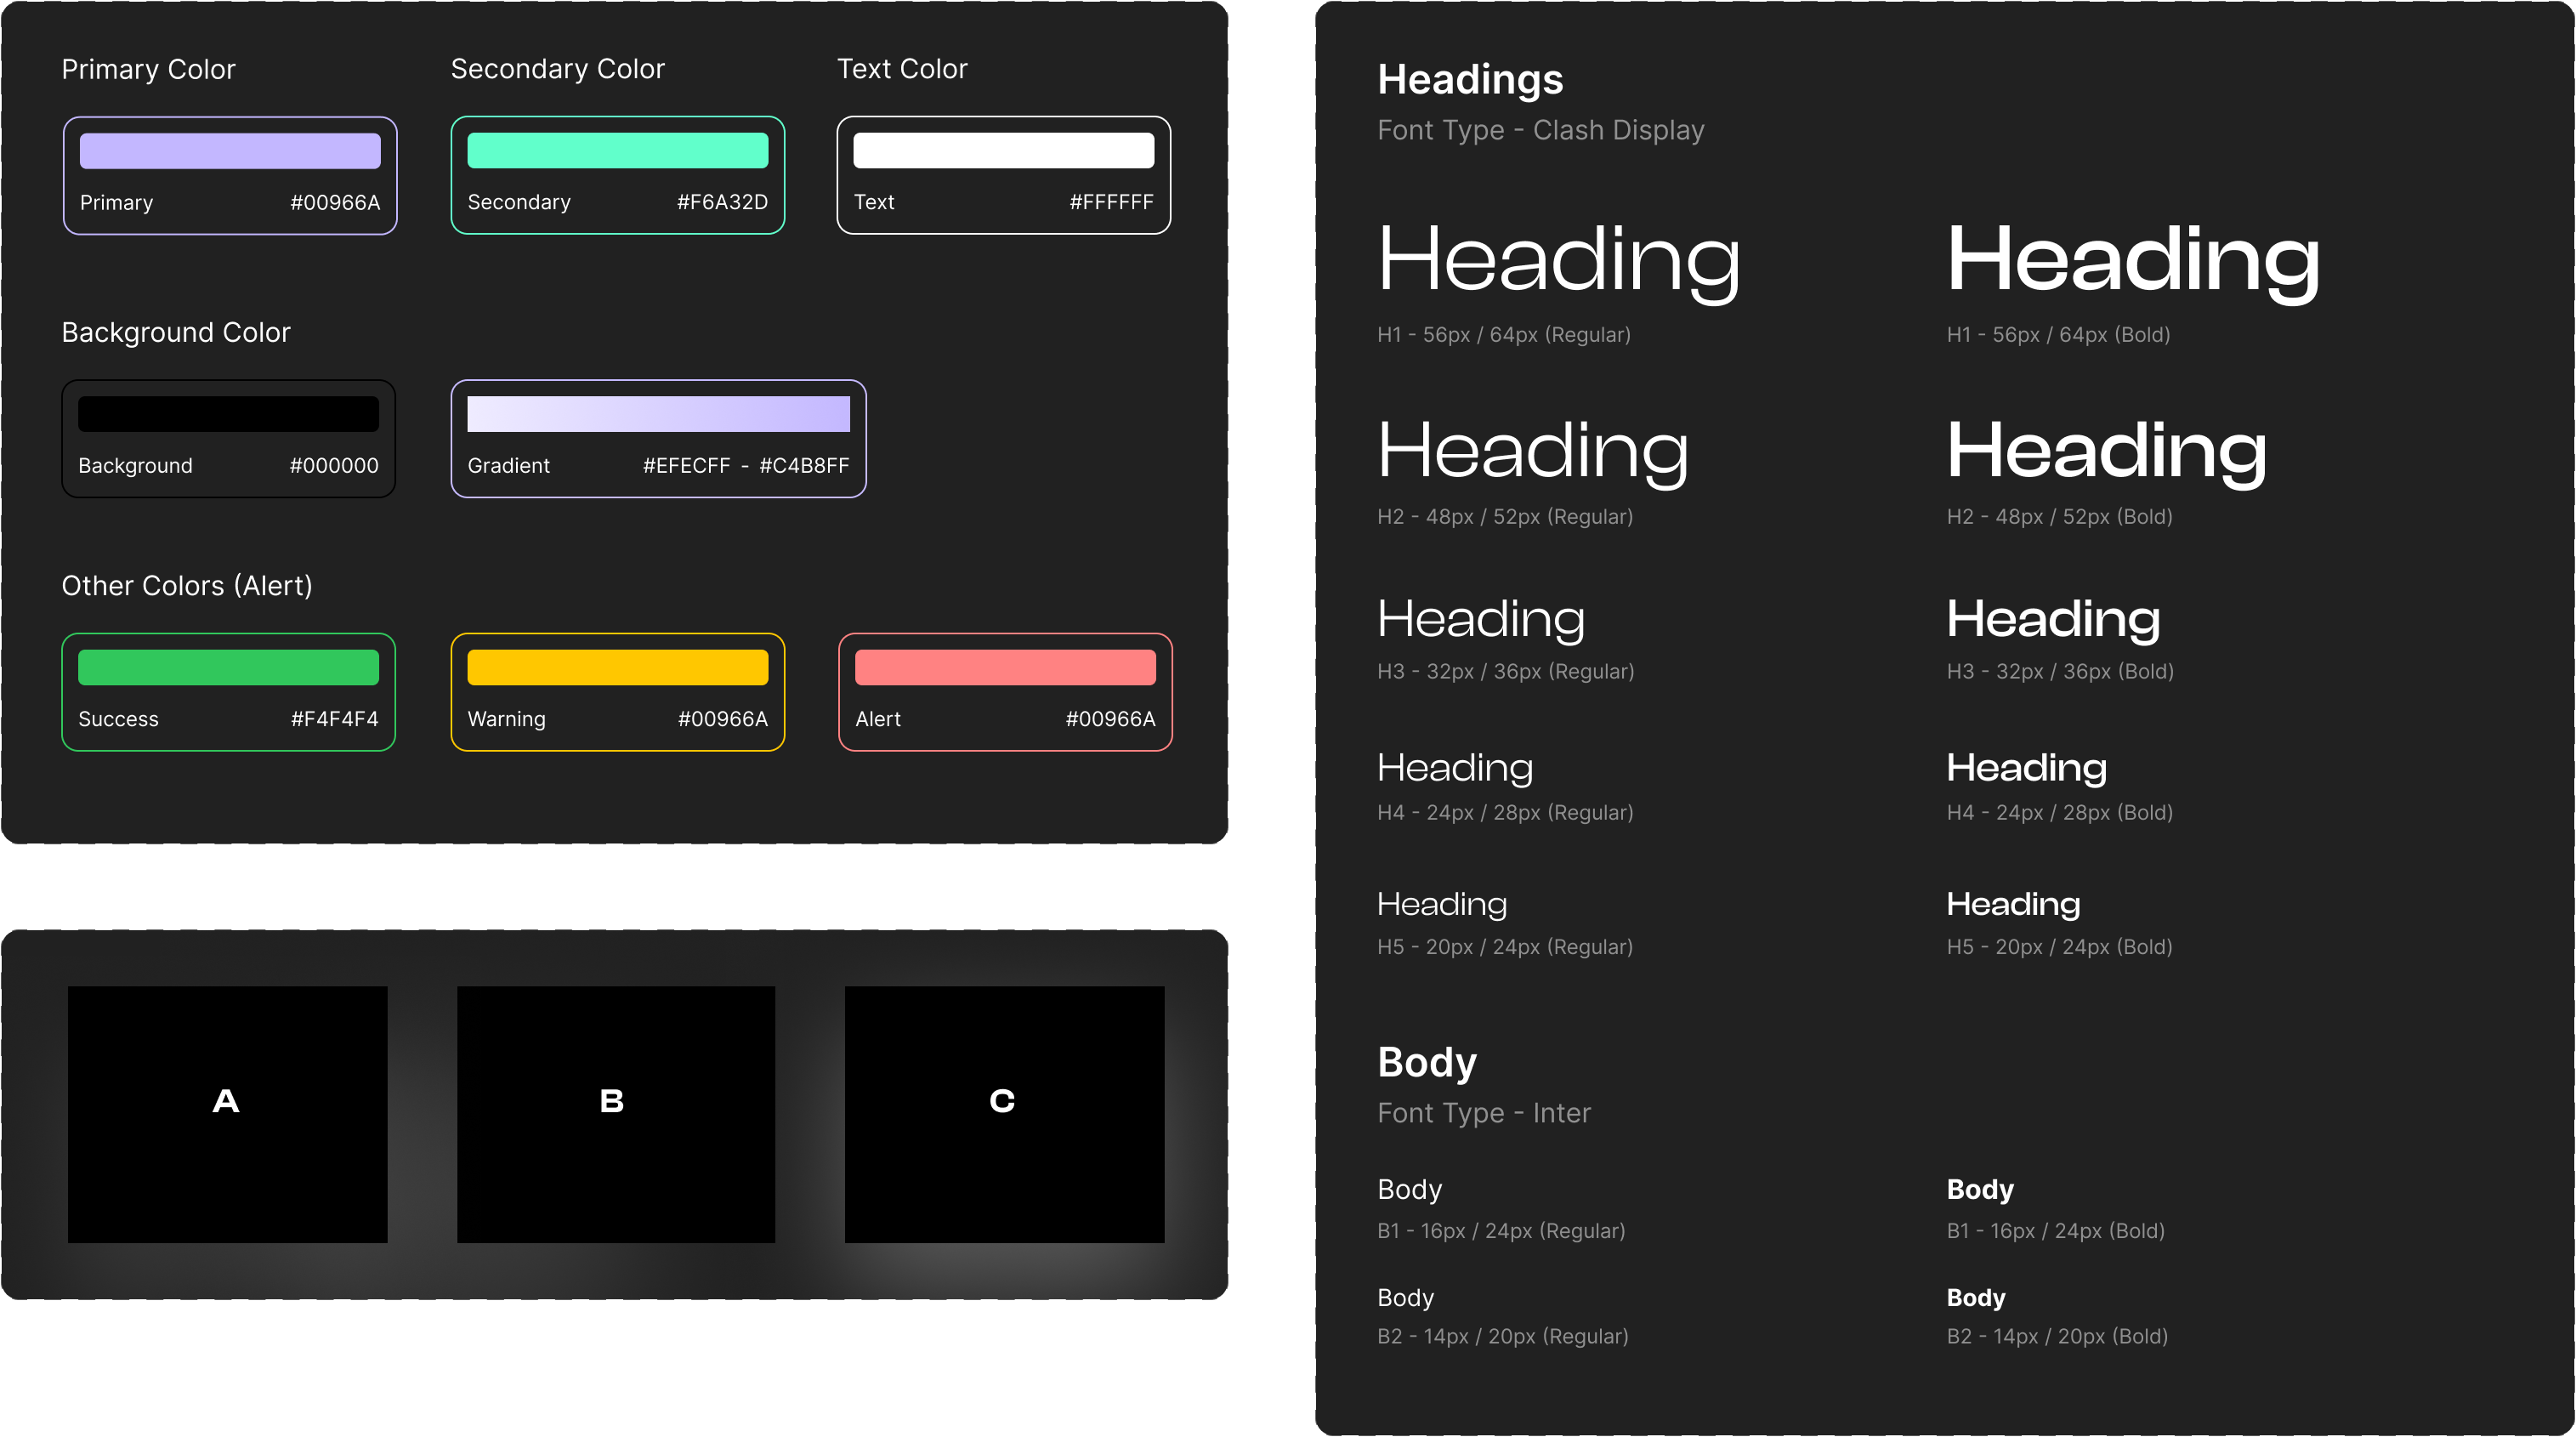 Primary Color
Secondary Color
Text Color
Primary #00966A
Secondary #F6A32D
Text #FFFFFF
Background Color
Background #000000
Gradient #EFECFF - #C4B8FF
Other Colors (Alert)
Success #F4F4F4
Warning #00966A
Alert #00966A
A
B
C
Headings
Font Type - Clash Display
Heading
H1 - 56px / 64px (Regular)
Heading
H1 - 56px / 64px (Bold)
Heading
H2 - 48px / 52px (Regular)
Heading
H2 - 48px / 52px (Bold)
Heading
H3 - 32px / 36px (Regular)
Heading
H3 - 32px / 36px (Bold)
Heading
H4 - 24px / 28px (Regular)
Heading
H4 - 24px / 28px (Bold)
Heading
H5 - 20px / 24px (Regular)
Heading
H5 - 20px / 24px (Bold)
Body
Font Type - Inter
Body
B1 - 16px / 24px (Regular)
Body
B1 - 16px / 24px (Bold)
Body
B2 - 14px / 20px (Regular)
Body
B2 - 14px / 20px (Bold)